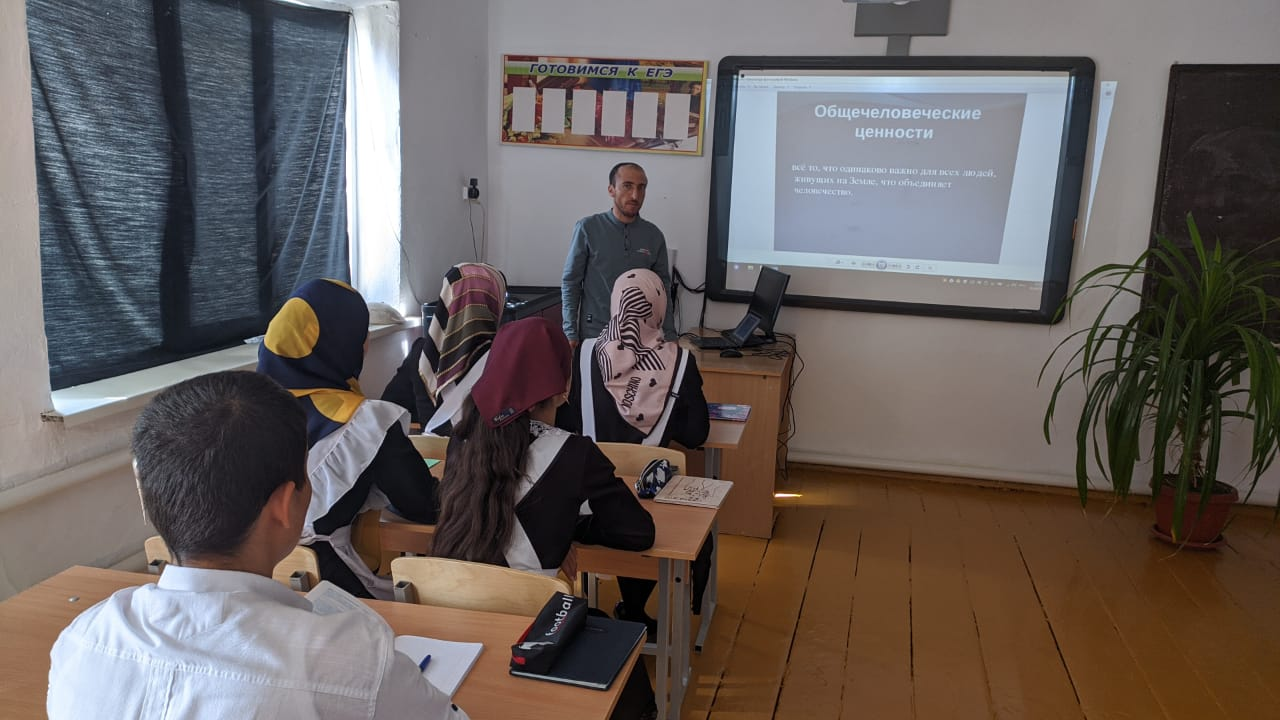 ГОТОВИМСЯ К ЕГЭ
Общечеловеческие
ценности
всё то, что одинаково важно для всех людей,
живущих на Земле, что объединяет
человечество.
football